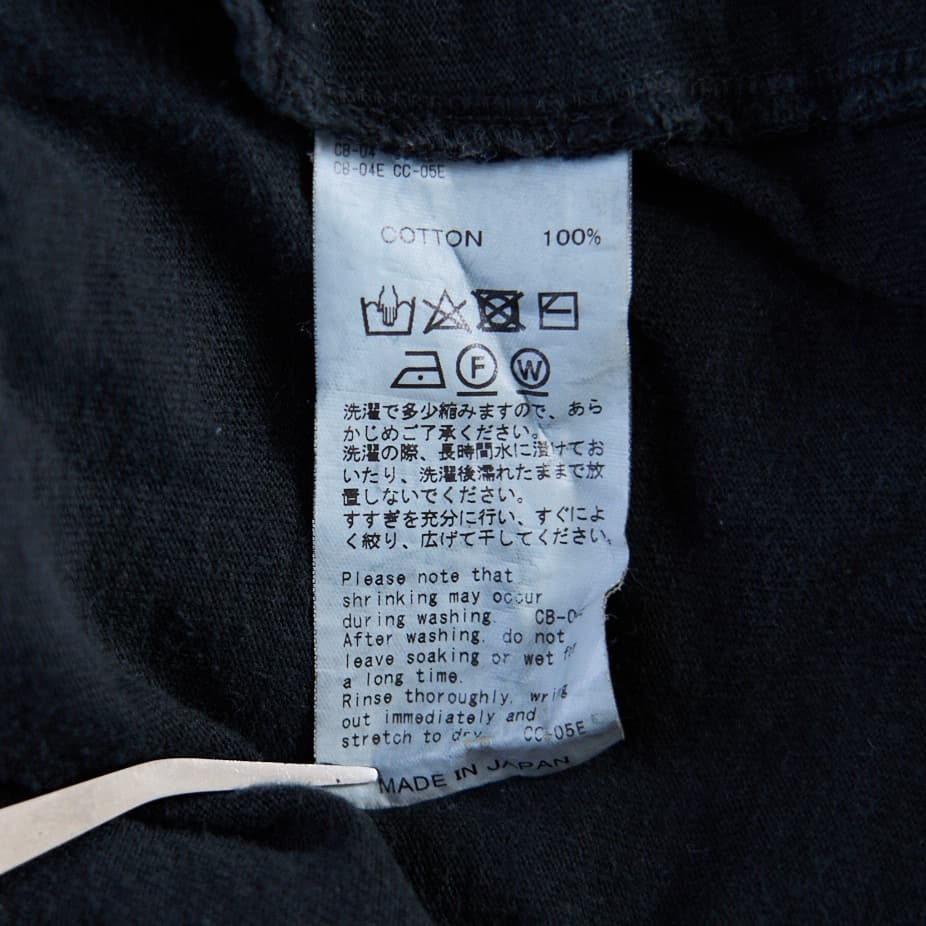 CB-04E CC-05E
COTTON 100%
F W
洗濯で多少縮みますので、あら
かじめご了承ください。
洗濯の際、長時間水に漬けてお
いたり、洗濯後濡れたままで放
置しないでください。
すすぎを充分に行い、すぐによ
く絞り、広げて干してください。
Please note that
shrinking may occur
during washing.
After washing, do not
leave soaking or wet
a long time.
Rinse thoroughly, wring
out immediately and
stretch to dry. CC-05E
MADE IN JAPAN